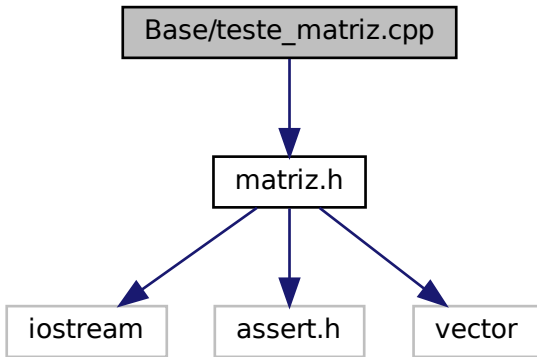 Base/teste_matriz.cpp
matriz.h
iostream
assert.h
vector